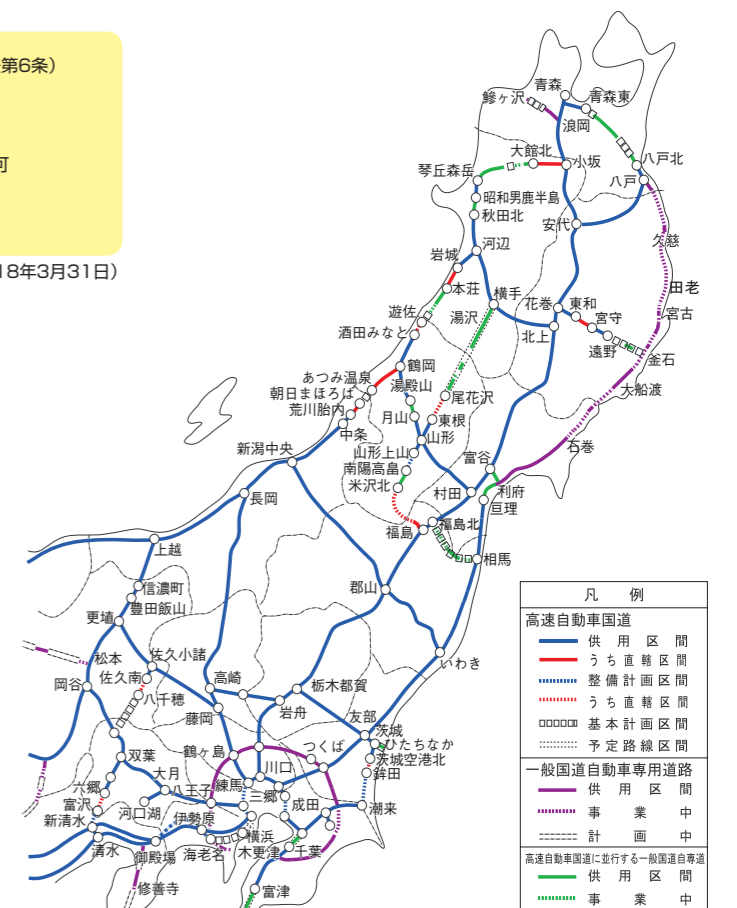 第6条）
可
18年3月31日）
青森
鰺ヶ沢
青森東
浪岡
大館北
小坂
八戸北
琴丘森岳
八戸
昭和男鹿半島
秋田北
安代
久慈
河辺
岩城
田老
本荘
横手
花巻
東和
宮古
遊佐
湯沢
宮守
酒田みなと
北上
遠野
釜石
鶴岡
あつみ温泉
湯殿山
朝日まほろば
尾花沢
大船渡
荒川胎内
月山
東根
中条
山形
石巻
新潟中央
山形上山
富谷
南陽高畠
米沢北
村田
利府
長岡
亘理
福島
福島北
上越
相馬
郡山
信濃町
豊田飯山
更埴
松本
佐久小諸
いわき
岡谷
佐久南
高崎
栃木都賀
八千穂
岩舟
藤岡
友部
茨城
双葉
鶴ヶ島
つくば
ひたちなか
川口
茨城空港北
大月
練馬
鉾田
六郷
八王子
三郷
富沢
成田
潮来
河口湖
伊勢原
新清水
横浜
清水
御殿場
海老名
木更津
千葉
修善寺
富津
凡 例
高速自動車国道
供用区間
うち直轄区間
整備計画区間
うち直轄区間
基本計画区間
予定路線区間
一般国道自動車専用道路
供用区間
事業中
計画中
高速自動車国道に並行する一般国道自専道
供用区間
事業中